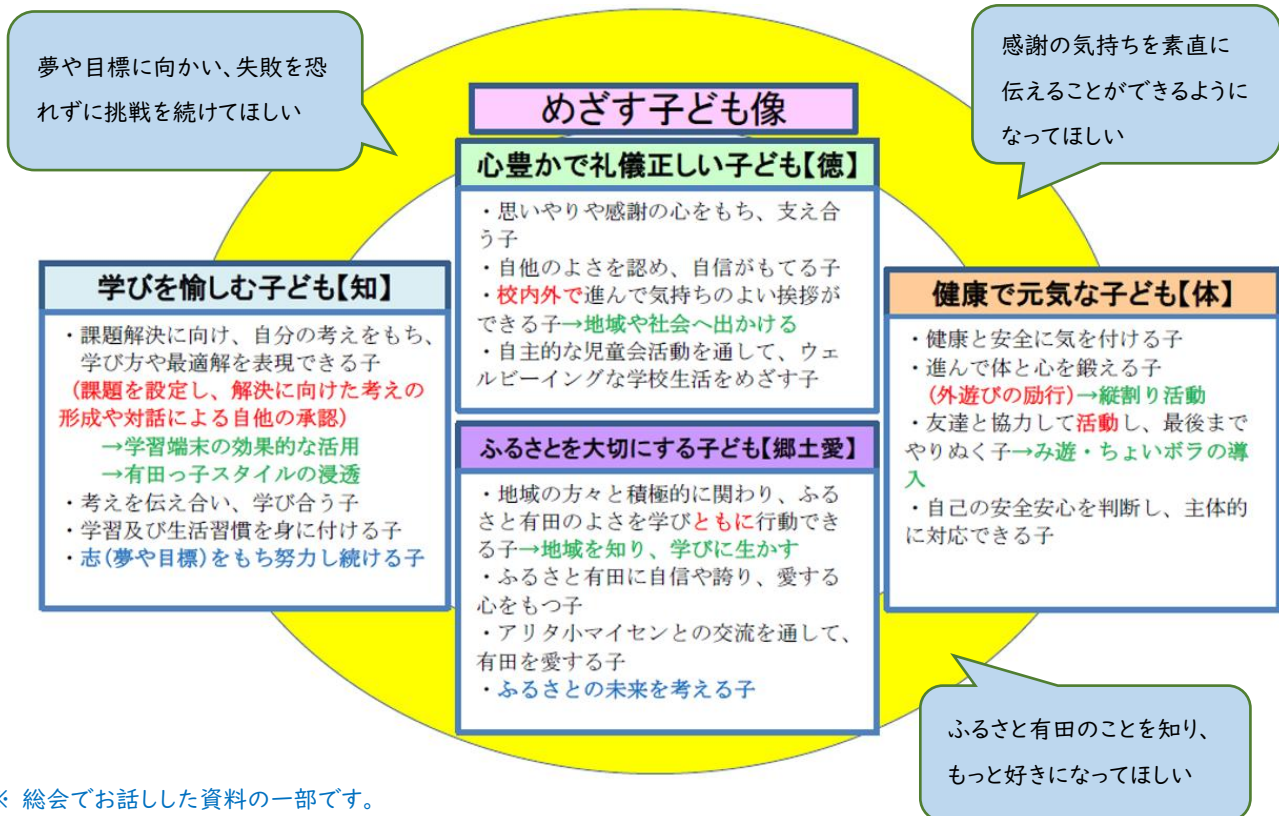 夢や目標に向かい、失敗を恐
れずに挑戦を続けてほしい
感謝の気持ちを素直に
伝えることができるように
なってほしい
めざす子ども像
心豊かで礼儀正しい子ども【徳】
・思いやりや感謝の心をもち、支え合
う子
・自他のよさを認め、自信がもてる子
・校内外で進んで気持ちのよい挨拶が
できる子→地域や社会へ出かける
・自主的な児童会活動を通して、ウェ
ルビーイングな学校生活をめざす子
学びを愉しむ子ども【知】
・課題解決に向け、自分の考えをもち、
学び方や最適解を表現できる子
(課題を設定し、解決に向けた考えの
形成や対話による自他の承認)
→学習端末の効果的な活用
→有田っ子スタイルの浸透
・考えを伝え合い、学び合う子
・学習及び生活習慣を身に付ける子
・志(夢や目標)をもち努力し続ける子
健康で元気な子ども【体】
・健康と安全に気を付ける子
・進んで体と心を鍛える子
(外遊びの励行)→縦割り活動
・友達と協力して活動し、最後まで
やりぬく子→み遊・ちょいボラの導
入
・自己の安全安心を判断し、主体的
に対応できる子
ふるさとを大切にする子ども【郷土愛】
・地域の方々と積極的に関わり、ふる
さと有田のよさを学びともに行動でき
る子→地域を知り、学びに生かす
・ふるさと有田に自信や誇り、愛する
心をもつ子
・アリタ小マイセンとの交流を通して、
有田を愛する子
・ふるさとの未来を考える子
ふるさと有田のことを知り、
もっと好きになってほしい
※ 総会でお話しした資料の一部です。